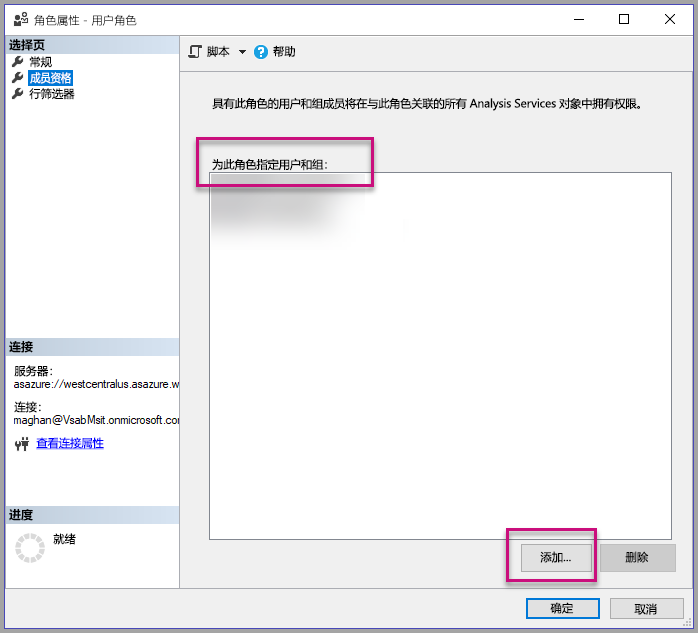 角色属性 - 用户角色
选择页
常规
成员资格
行筛选器
脚本
帮助
具有此角色的用户和组成员将在与此角色关联的所有 Analysis Services 对象中拥有权限。
为此角色指定用户和组：
添加...
删除
连接
服务器：
asazure://westcentralus.asazure.w
连接：
maghan@VsabMsit.onmicrosoft.co
查看连接属性
进度
就绪
确定
取消